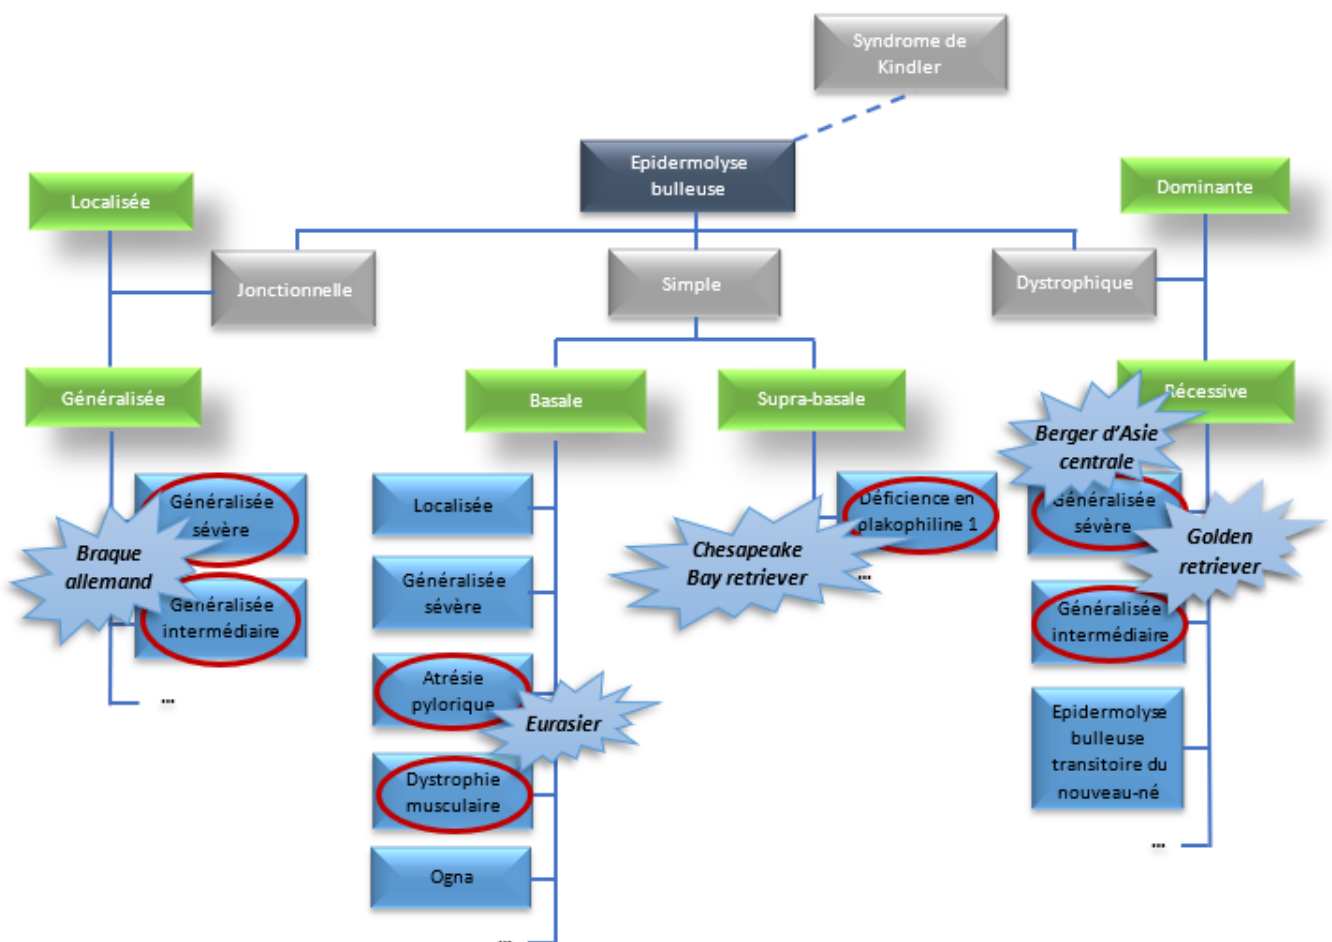 Syndrome de
Kindler
Epidermolyse
bulleuse
Localisée
Dominante
Jonctionnelle
Simple
Dystrophique
Généralisée
Basale
Supra-basale
Récessive
Généralisée
sévère
Braque
allemand
Généralisée
intermédiaire
...
Localisée
Généralisée
sévère
Atrésie
pylorique
Eurasier
Dystrophie
musculaire
Ogna
...
Déficience en
plakophiline 1
Chesapeake
Bay retriever
...
Berger d'Asie
centrale
Généralisée
sévère
Golden
retriever
Généralisée
intermédiaire
Epidermolyse
bulleuse
transitoire du
nouveau-né
...